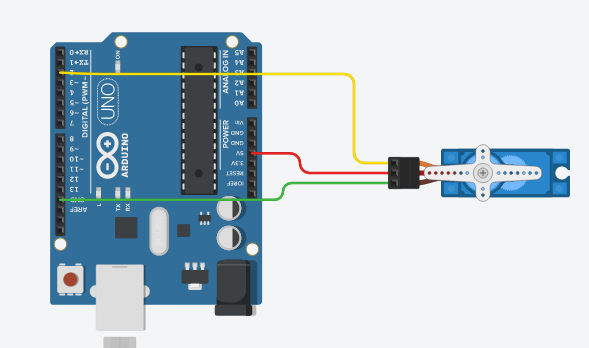 RX←0
TX→1
2
~3
4
~5
~6
7
DIGITAL (PWM~)
8
~9
~10
~11
12
13
GND
AREF
ON
UNO
ARDUINO
L
TX
RX
ANALOG IN
A5
A4
A3
A2
A1
A0
POWER
Vin
GND
GND
5V
3.3V
RESET
IOREF